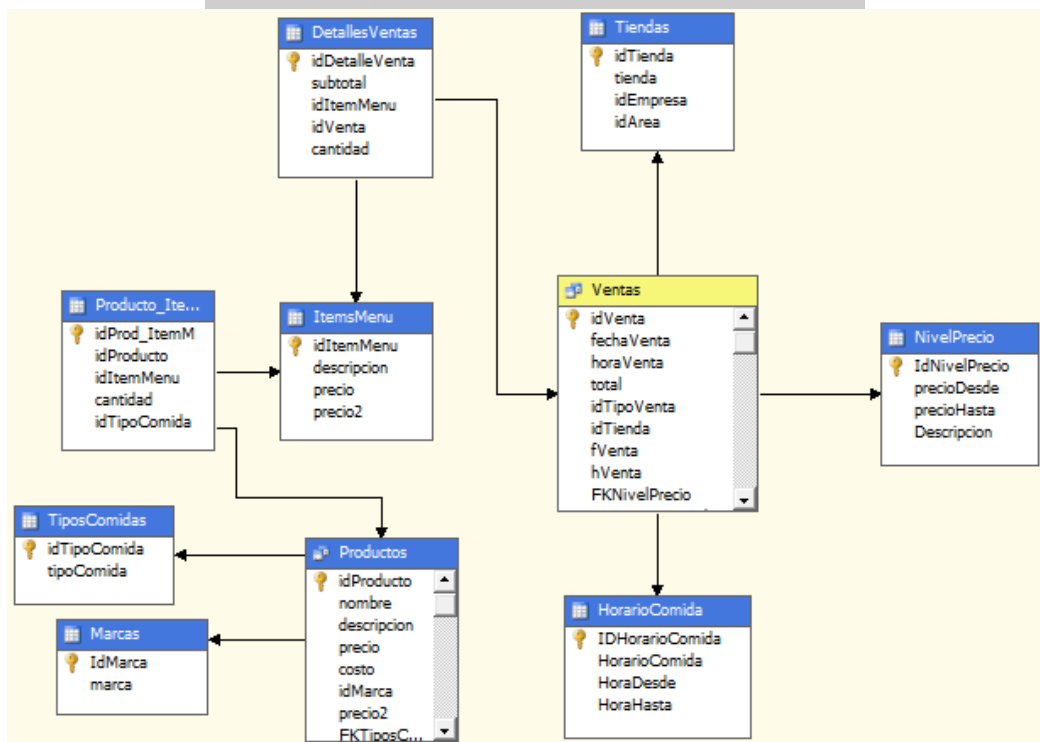 DetallesVentas
idDetalleVenta
subtotal
idItemMenu
idVenta
cantidad
Tiendas
idTienda
tienda
idEmpresa
idArea
Producto_Ite...
idProd_ItemM
idProducto
idItemMenu
cantidad
idTipoComida
ItemsMenu
idItemMenu
descripcion
precio
precio2
Ventas
idVenta
fechaVenta
horaVenta
total
idTipoVenta
idTienda
fVenta
hVenta
FKNivelPrecio
NivelPrecio
IdNivelPrecio
precioDesde
precioHasta
Descripcion
TiposComidas
idTipoComida
tipoComida
Marcas
IdMarca
marca
Productos
idProducto
nombre
descripcion
precio
costo
idMarca
precio2
FKTiposC...
HorarioComida
IDHorarioComida
HorarioComida
HoraDesde
HoraHasta